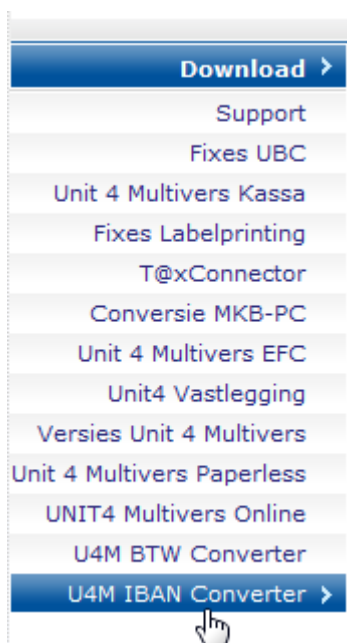 Download >
Support
Fixes UBC
Unit 4 Multivers Kassa
Fixes Labelprinting
T@xConnector
Conversie MKB-PC
Unit 4 Multivers EFC
Unit4 Vastlegging
Versies Unit 4 Multivers
Unit 4 Multivers Paperless
UNIT4 Multivers Online
U4M BTW Converter
U4M IBAN Converter >